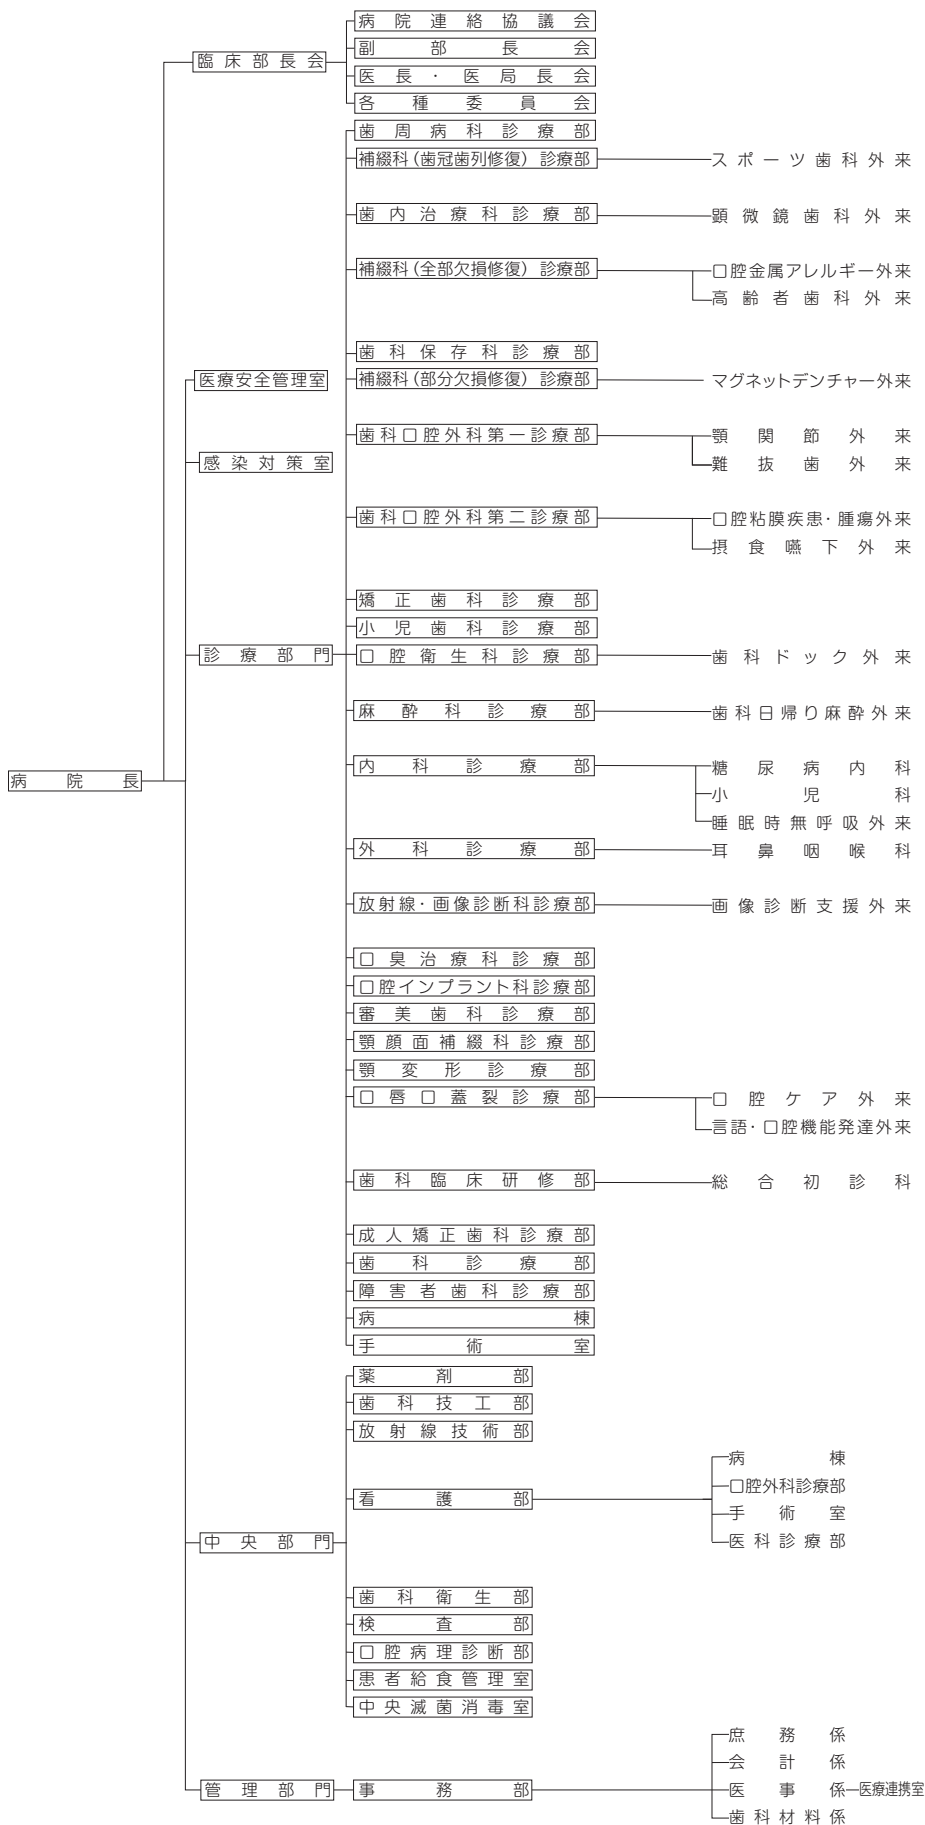 病院連絡協議会
副部長会
臨床部長会
医長・医局長会
各種委員会
歯周病科診療部
補綴科(歯冠歯列修復)診療部
スポーツ歯科外来
歯内治療科診療部
顕微鏡歯科外来
補綴科(全部欠損修復)診療部
口腔金属アレルギー外来
高齢者歯科外来
歯科保存科診療部
医療安全管理室
補綴科(部分欠損修復)診療部
マグネットデンチャー外来
歯科口腔外科第一診療部
顎関節外来
感染対策室
難抜歯外来
歯科口腔外科第二診療部
口腔粘膜疾患・腫瘍外来
摂食嚥下外来
矯正歯科診療部
小児歯科診療部
診療部門
口腔衛生科診療部
歯科ドック外来
麻酔科診療部
歯科日帰り麻酔外来
病院長
内科診療部
糖尿病内科
小児科
睡眠時無呼吸外来
外科診療部
耳鼻咽喉科
放射線・画像診断科診療部
画像診断支援外来
口臭治療科診療部
口腔インプラント科診療部
審美歯科診療部
顎顔面補綴科診療部
顎変形診療部
口唇口蓋裂診療部
口腔ケア外来
言語・口腔機能発達外来
歯科臨床研修部
総合初診科
成人矯正歯科診療部
歯科診療部
障害者歯科診療部
病棟
手術室
薬剤部
歯科技工部
放射線技術部
看護部
病棟
口腔外科診療部
手術室
医科診療部
中央部門
歯科衛生部
検査部
口腔病理診断部
患者給食管理室
中央滅菌消毒室
庶務係
会計係
管理部門
事務部
医事係
医療連携室
歯科材料係